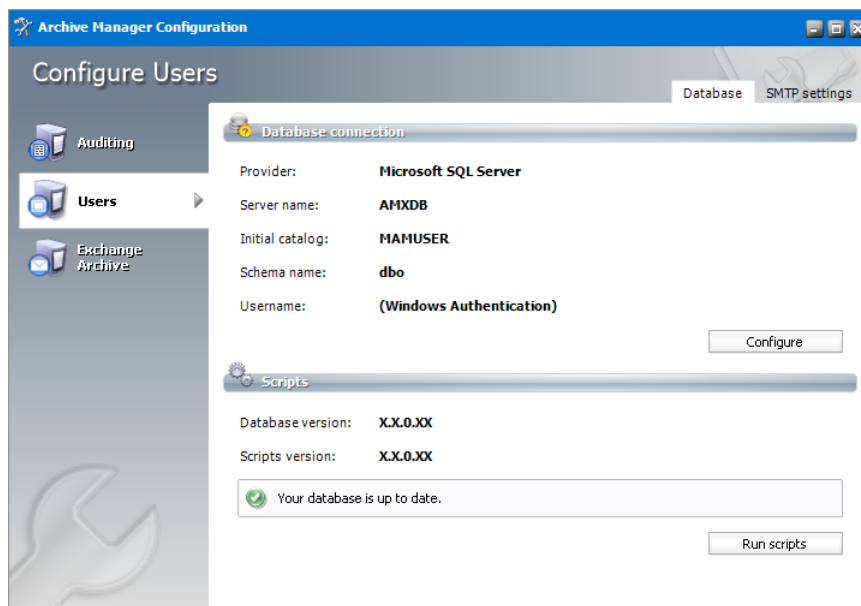 Archive Manager Configuration
Configure Users
Database
SMTP settings
Auditing
Users
Exchange
Archive
Database connection
Provider: Microsoft SQL Server
Server name: AMXDB
Initial catalog: MAMUSER
Schema name: dbo
Username: (Windows Authentication)
Configure
Scripts
Database version: X.X.0.XX
Scripts version: X.X.0.XX
Your database is up to date.
Run scripts